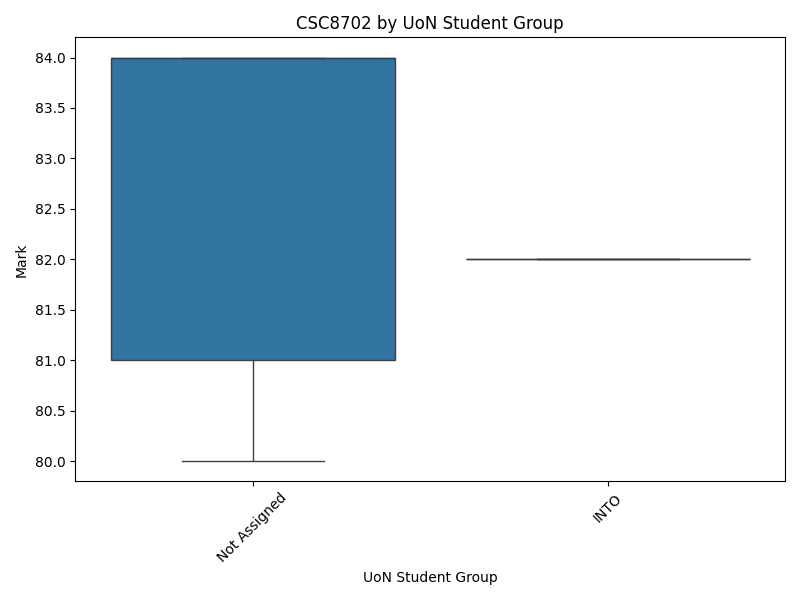 CSC8702 by UoN Student Group
Mark
84.0
83.5
83.0
82.5
82.0
81.5
81.0
80.5
80.0
Not Assigned
INTO
UoN Student Group